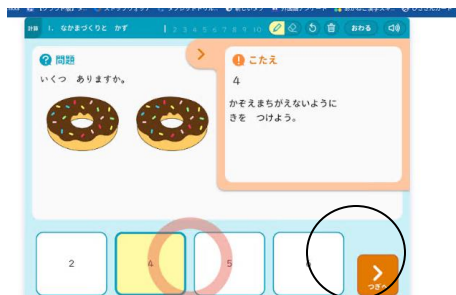 計算 1. なかまづくりと かず
1 2 3 4 5 6 7 8 9 10
おわる
問題
いくつ ありますか。
こたえ
4
かぞえまちがえないように
きを つけよう。
2
4
5
つぎへ